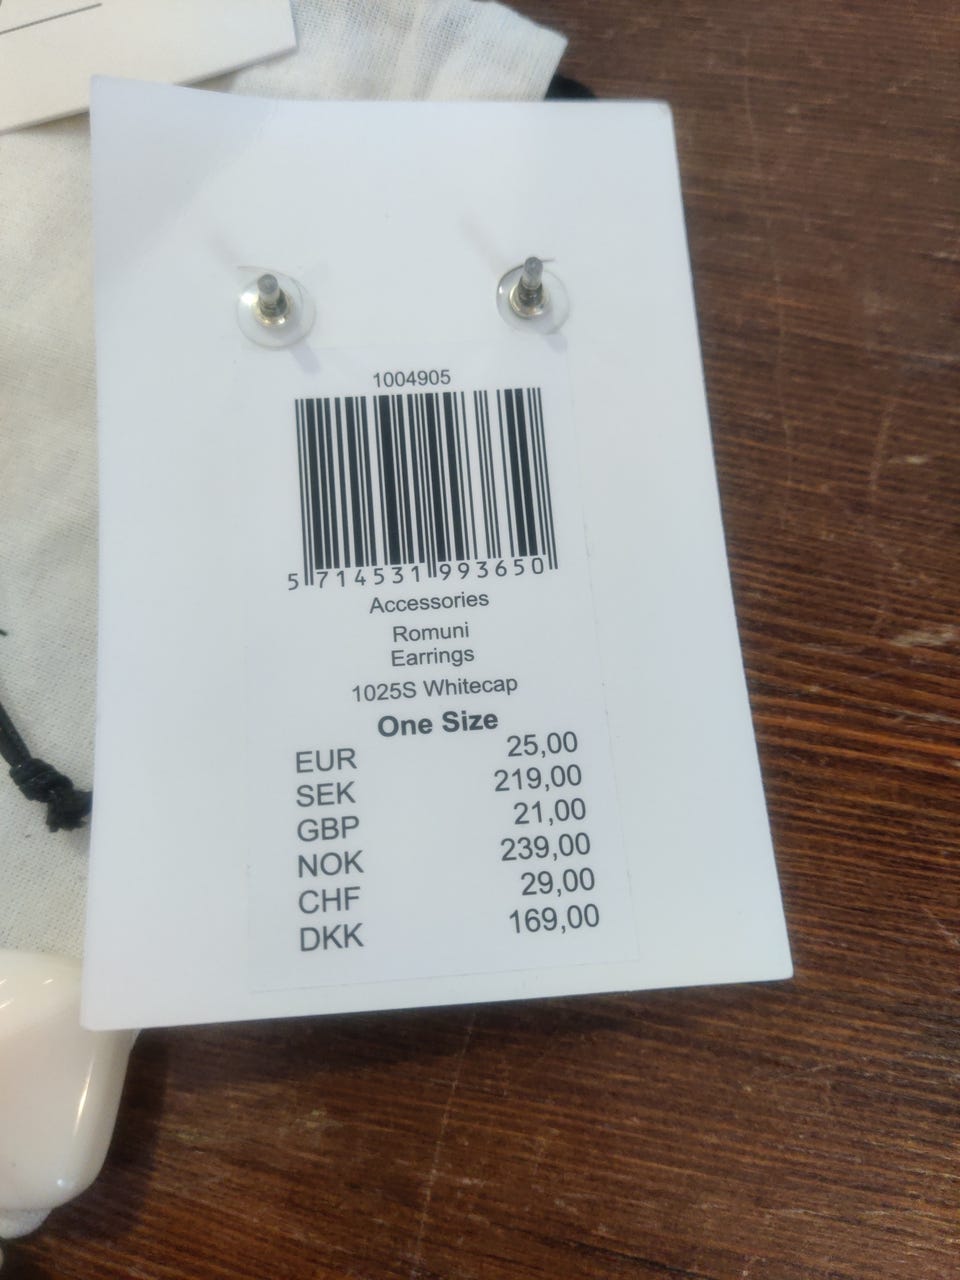 1004905
5 714531 993650
Accessories
Romuni
Earrings
1025S Whitecap
One Size
EUR 25,00
SEK 219,00
GBP 21,00
NOK 239,00
CHF 29,00
DKK 169,00